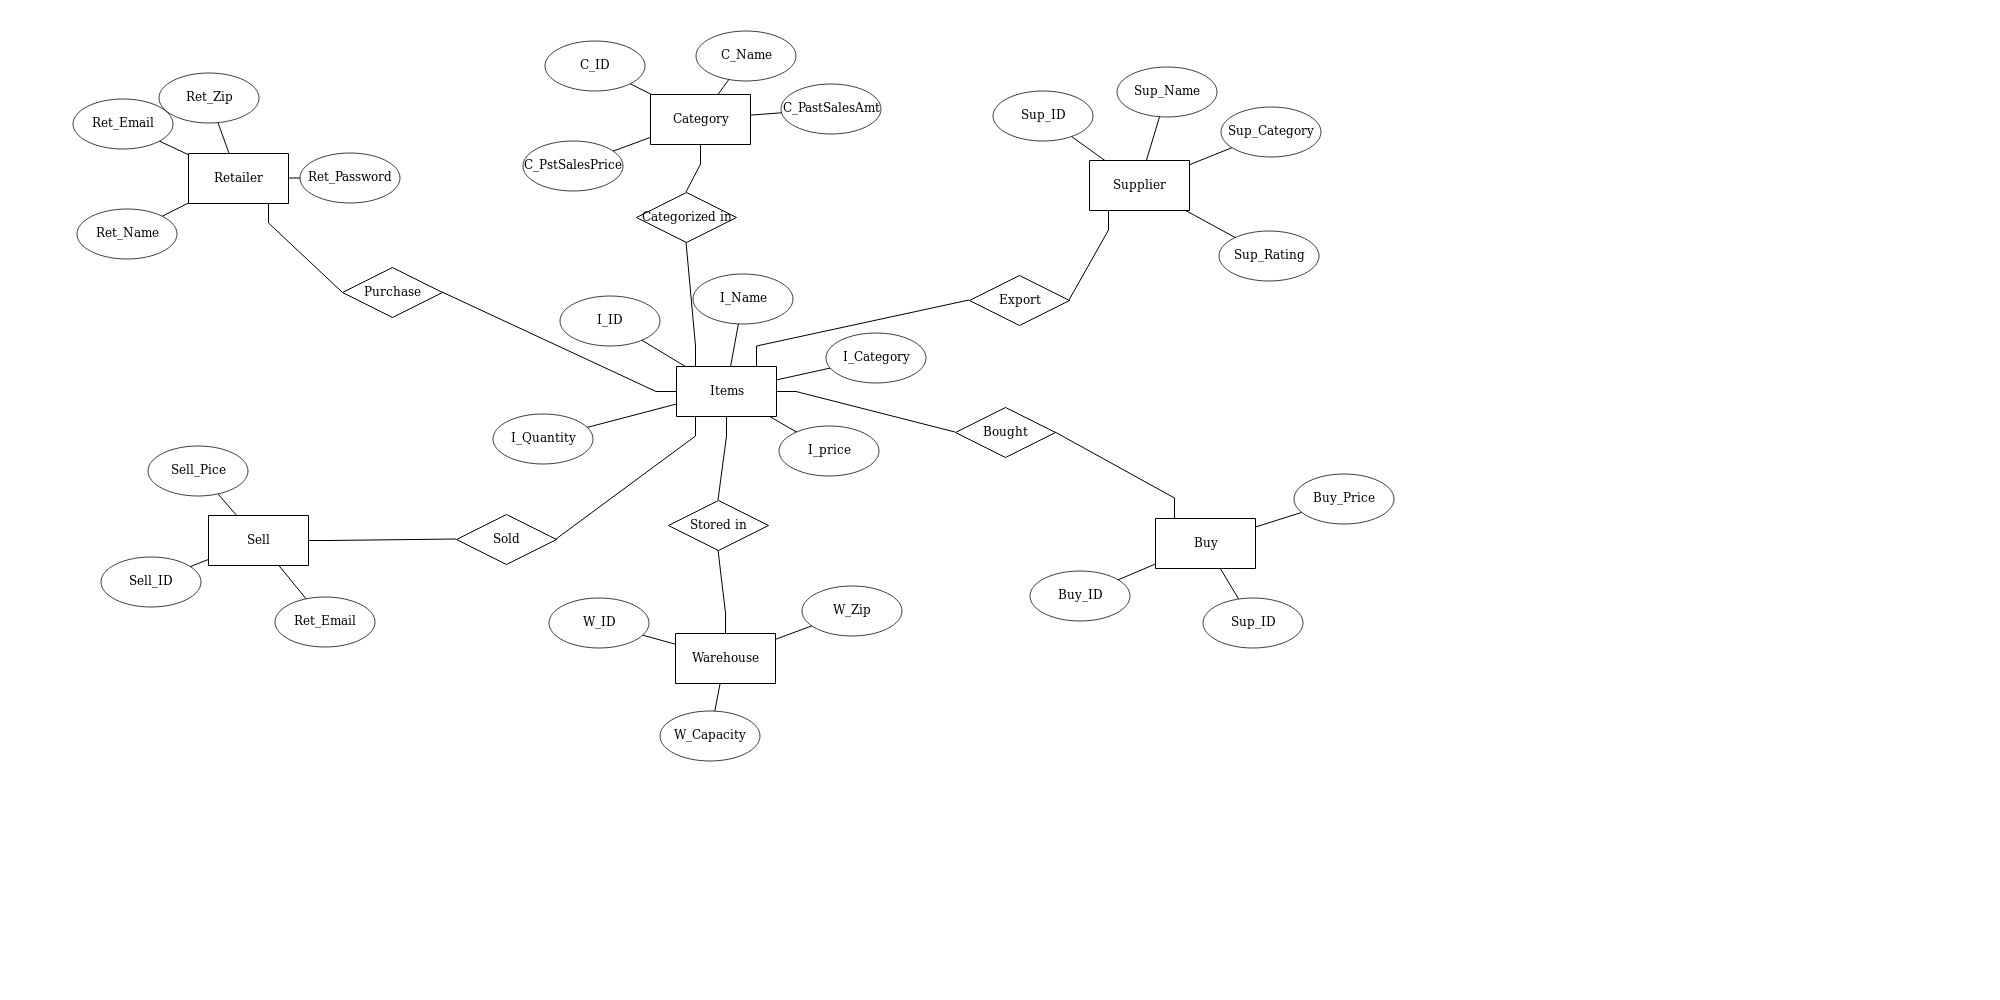 C_Name
C_ID
Sup_Name
Ret_Zip
C_PastSalesAmt
Sup_ID
Category
Ret_Email
Sup_Category
C_PstSalesPrice
Retailer
Ret_Password
Supplier
Categorized in
Ret_Name
Sup_Rating
Purchase
I_Name
Export
I_ID
I_Category
Items
Bought
I_Quantity
I_price
Sell_Pice
Buy_Price
Stored in
Sell
Sold
Buy
Sell_ID
Buy_ID
W_Zip
Ret_Email
W_ID
Sup_ID
Warehouse
W_Capacity